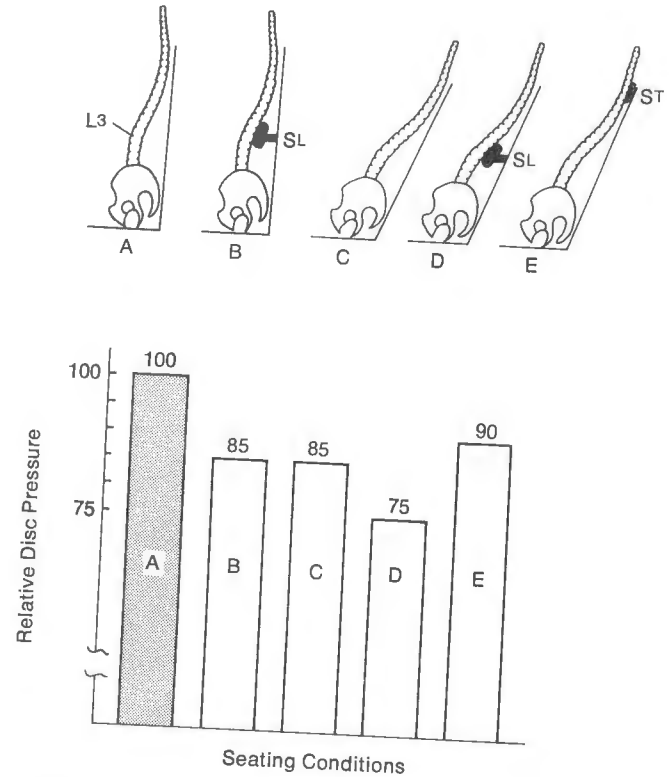 L3
SL
SL
ST
A
B
C
D
E
100
100
85
85
90
75
75
A
B
C
D
E
Relative Disc Pressure
Seating Conditions